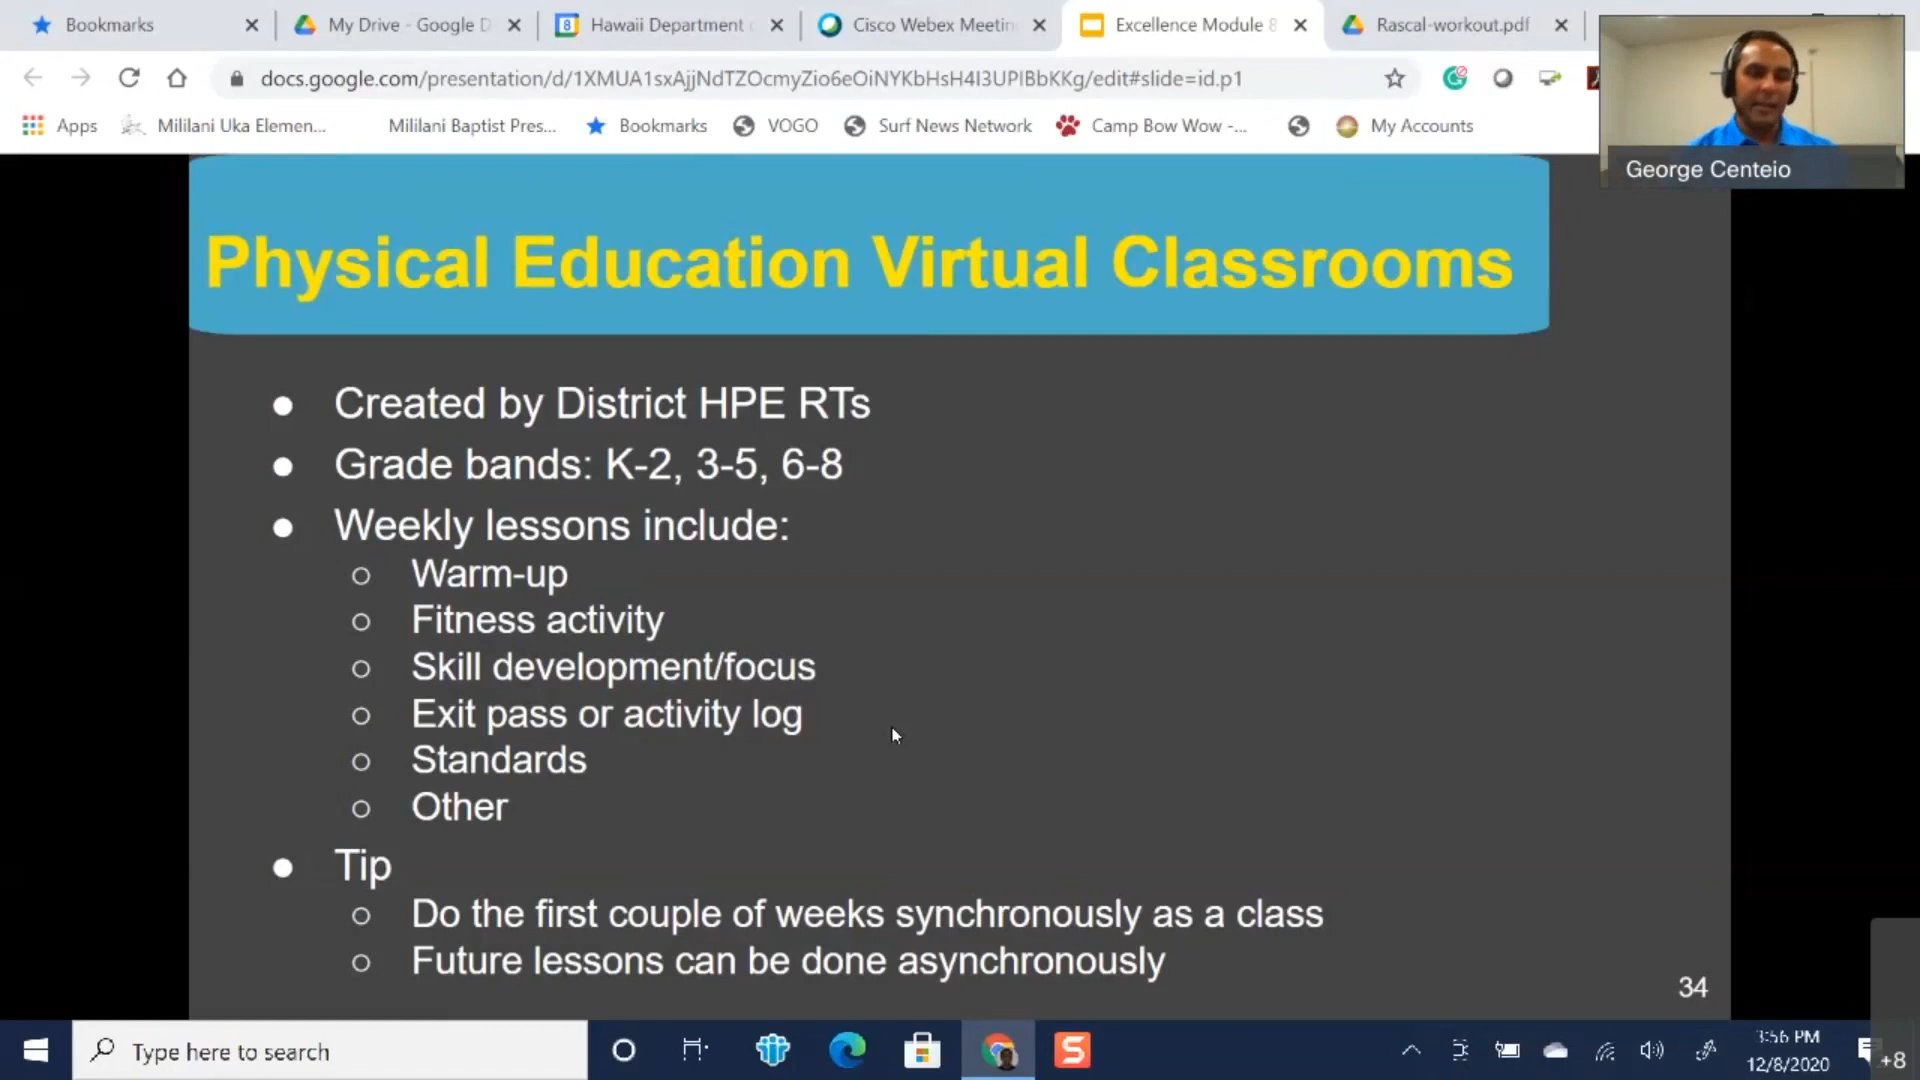 Bookmarks
My Drive - Google D
Hawaii Department o
Cisco Webex Meetin
Excellence Module 8
Rascal-workout.pdf
docs.google.com/presentation/d/1XMUA1sxAjjNdTZOcmyZio6eOiNYKbHsH4I3UPIBbKKg/edit#slide=id.p1
Apps
Mililani Uka Elemen...
Mililani Baptist Pres...
Bookmarks
VOGO
Surf News Network
Camp Bow Wow -...
My Accounts
George Centeio
Physical Education Virtual Classrooms
● Created by District HPE RTs
● Grade bands: K-2, 3-5, 6-8
● Weekly lessons include:
○ Warm-up
○ Fitness activity
○ Skill development/focus
○ Exit pass or activity log
○ Standards
○ Other
● Tip
○ Do the first couple of weeks synchronously as a class
○ Future lessons can be done asynchronously
34
Type here to search
S
3:56 PM
12/8/2020
+8